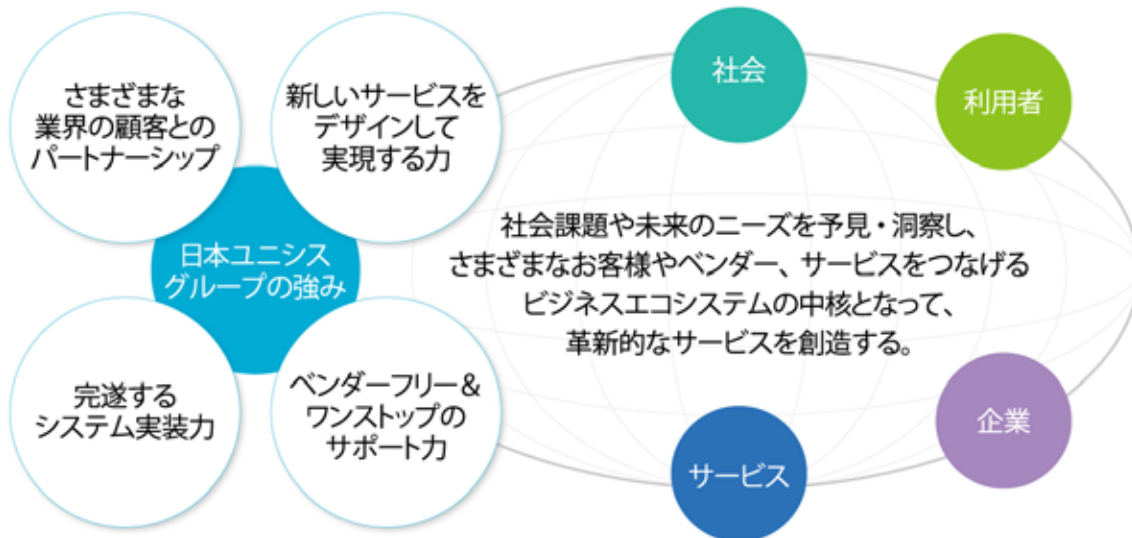 さまざまな
業界の顧客との
パートナーシップ
新しいサービスを
デザインして
実現する力
日本ユニシス
グループの強み
完遂する
システム実装力
ベンダーフリー＆
ワンストップの
サポート力
社会
利用者
社会課題や未来のニーズを予見・洞察し、
さまざまなお客様やベンダー、サービスをつなげる
ビジネスエコシステムの中核となって、
革新的なサービスを創造する。
サービス
企業